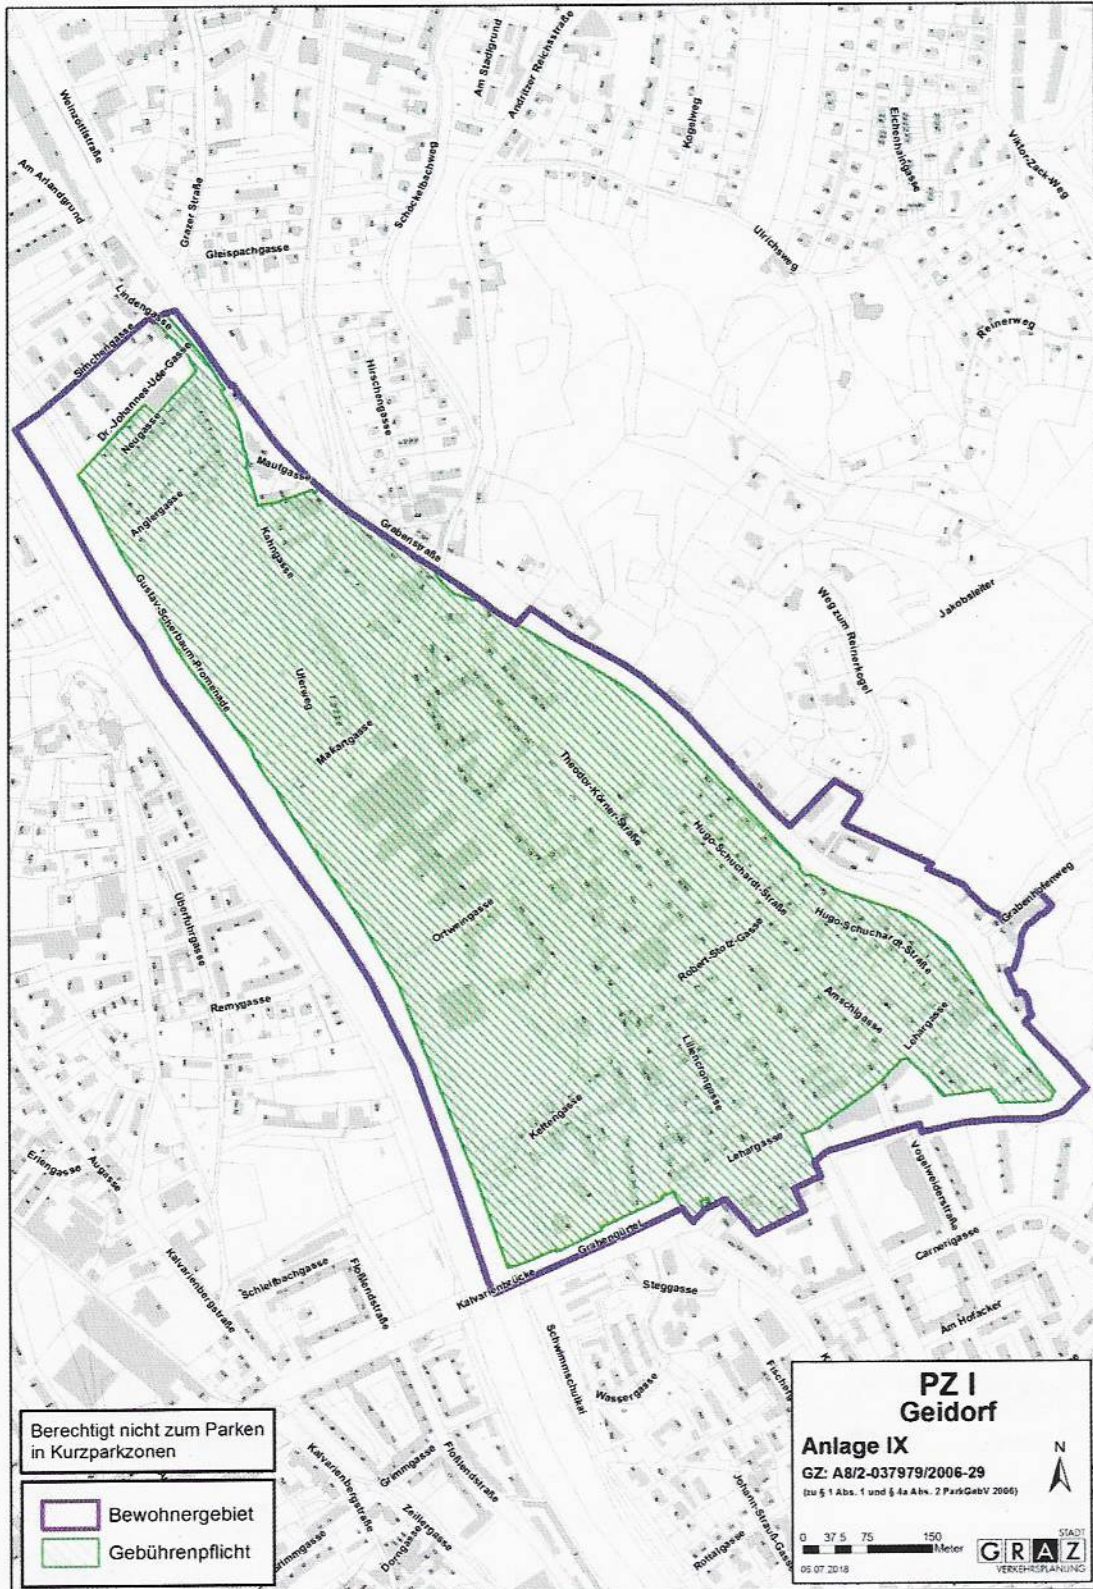 Am Stadlgrund
Andritzer Reichsstraße
Weinzöttlstraße
Kogelweg
Eichenhaingasse
Viktor-Zack-Weg
Am Arlandgrund
Grazer Straße
Schöckelbachweg
Gleispachgasse
Ulrichsweg
Lindengasse
Simchengasse
Reinerweg
Dr.-Johannes-Ude-Gasse
Hirschengasse
Neugasse
Mautgasse
Anglergasse
Grabenstraße
Kahngasse
Gustav-Scherbaum-Promenade
Weg zum Reinerkogel
Jakobsleiter
Uferweg
Makartgasse
Theodor-Körner-Straße
Hugo-Schuchardt-Straße
Überfuhrgasse
Ortweingasse
Grabenhofenweg
Hugo-Schuchardt-Straße
Robert-Stolz-Gasse
Remygasse
Amschlgasse
Lehargasse
Liliencrongasse
Keltengasse
Lehargasse
Erlengasse
Augasse
Vogelweiderstraße
Carnerigasse
Grabengürtel
Kalvarienbergstraße
Schleifbachgasse
Floßlendstraße
Kalvarienbrücke
Steggasse
Am Hofacker
Schwimmschulkai
Wassergasse
Fischerg
PZ I
Geidorf
Anlage IX
N
GZ: A8/2-037979/2006-29
(zu § 1 Abs. 1 und § 4a Abs. 2 ParkGebV 2006)
0 37 5 75 150
Meter
05 07 2018
STADT
GRAZ
VERKEHRSPLANUNG
Berechtigt nicht zum Parken
in Kurzparkzonen
Bewohnergebiet
Gebührenpflicht
Kalvarienbergstraße
Grimmgasse
Floßlendstraße
Zeillergasse
Dorngasse
Grimmgasse
Johann-Strauß-Gasse
Rottalgasse